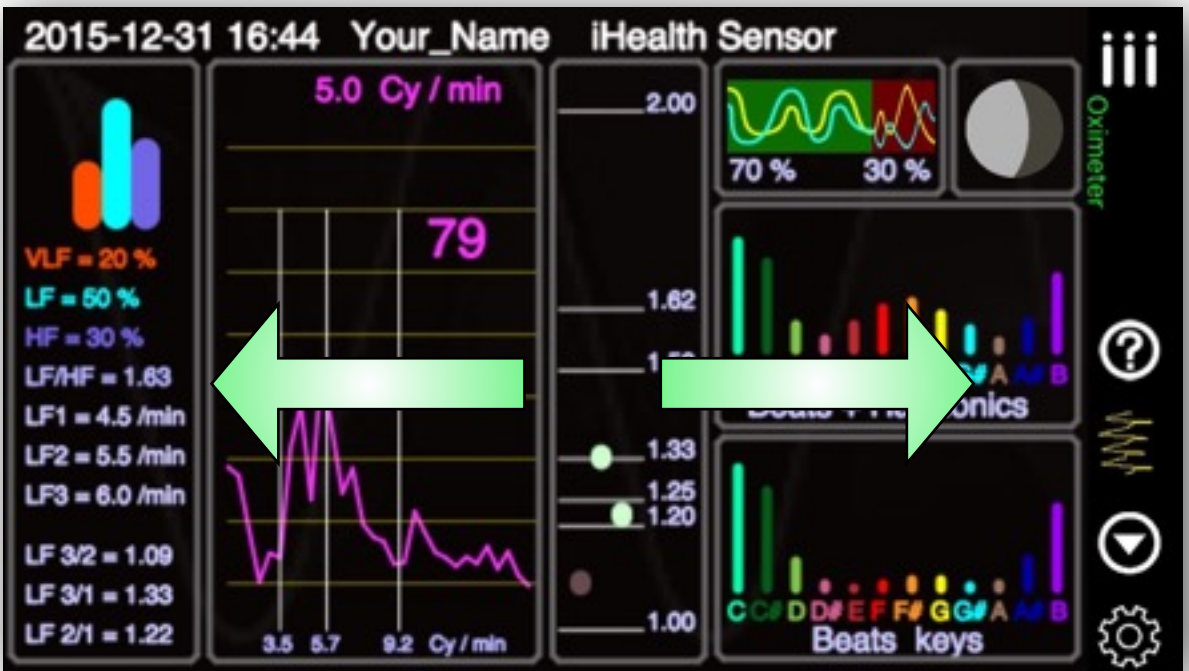 2015-12-31 16:44 Your_Name iHealth Sensor
iii
Oximeter
VLF = 20 %
LF = 50 %
HF = 30 %
LF/HF = 1.63
LF1 = 4.5 /min
LF2 = 5.5 /min
LF3 = 6.0 /min
LF 3/2 = 1.09
LF 3/1 = 1.33
LF 2/1 = 1.22
5.0 Cy / min
79
3.5 5.7 9.2 Cy / min
2.00
1.62
1.33
1.25
1.20
1.00
70 % 30 %
G# A A# B
Beats +
C C# D D# E F F# G G# A A# B
Beats keys
?